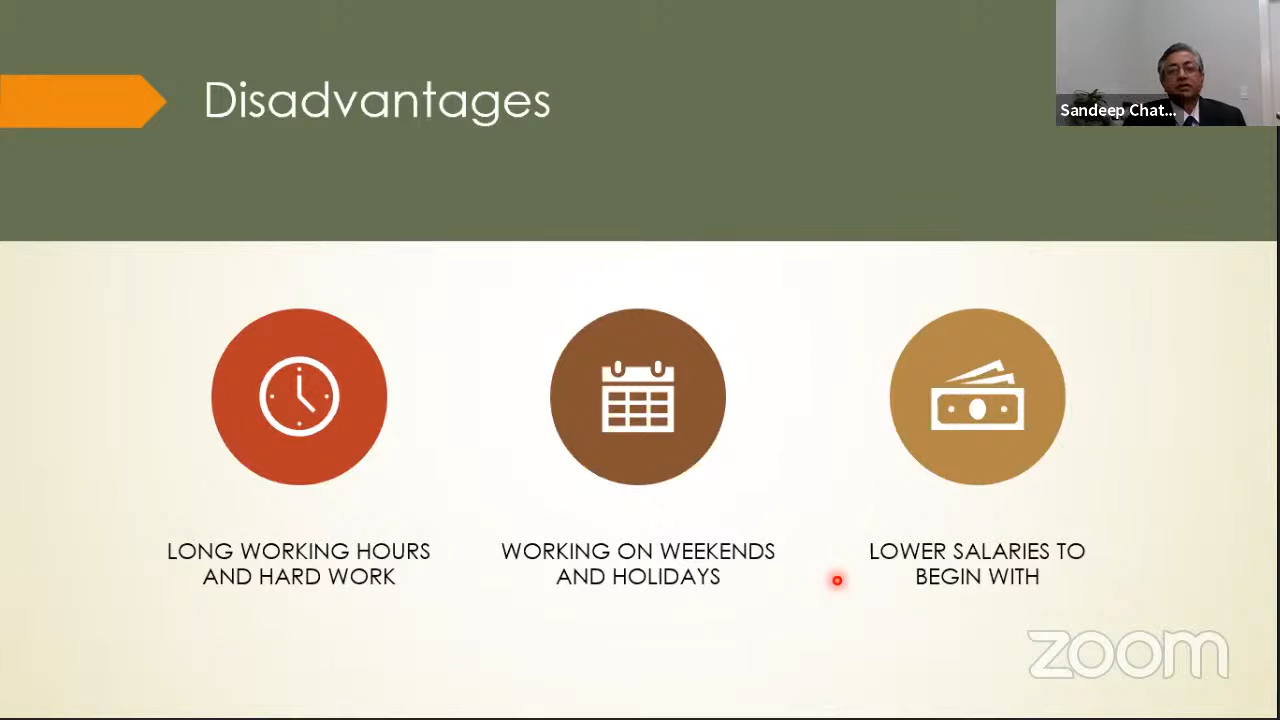 Disadvantages
Sandeep Chat...
LONG WORKING HOURS
AND HARD WORK
WORKING ON WEEKENDS
AND HOLIDAYS
LOWER SALARIES TO
BEGIN WITH
zoom